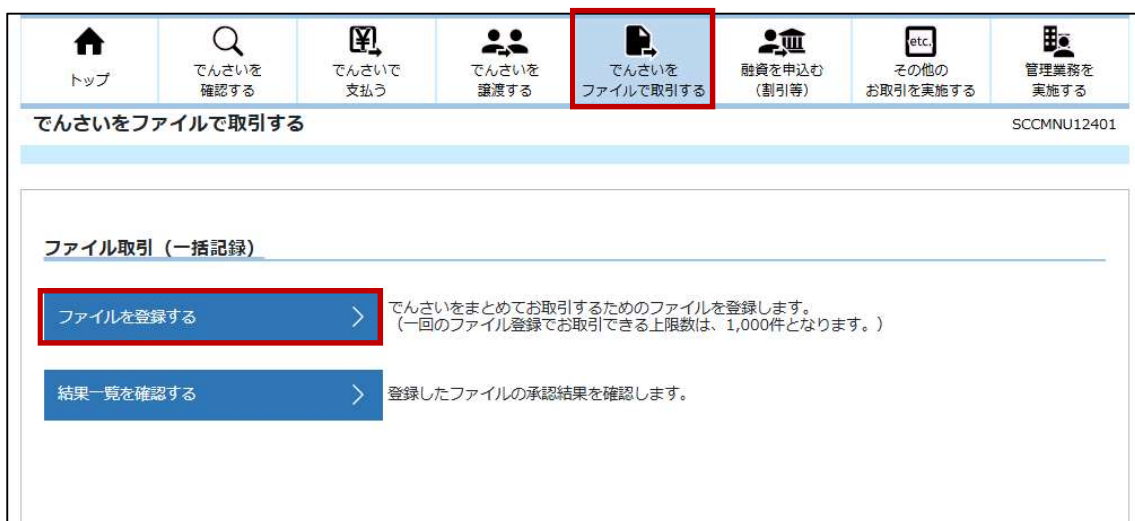 トップ
でんさいを
確認する
でんさいで
支払う
でんさいを
譲渡する
でんさいを
ファイルで取引する
融資を申込む
(割引等)
etc.
その他の
お取引を実施する
管理業務を
実施する
でんさいをファイルで取引する
SCCMNU12401
ファイル取引（一括記録）
ファイルを登録する
でんさいをまとめてお取引するためのファイルを登録します。
（一回のファイル登録でお取引できる上限数は、1,000件となります。）
結果一覧を確認する
登録したファイルの承認結果を確認します。